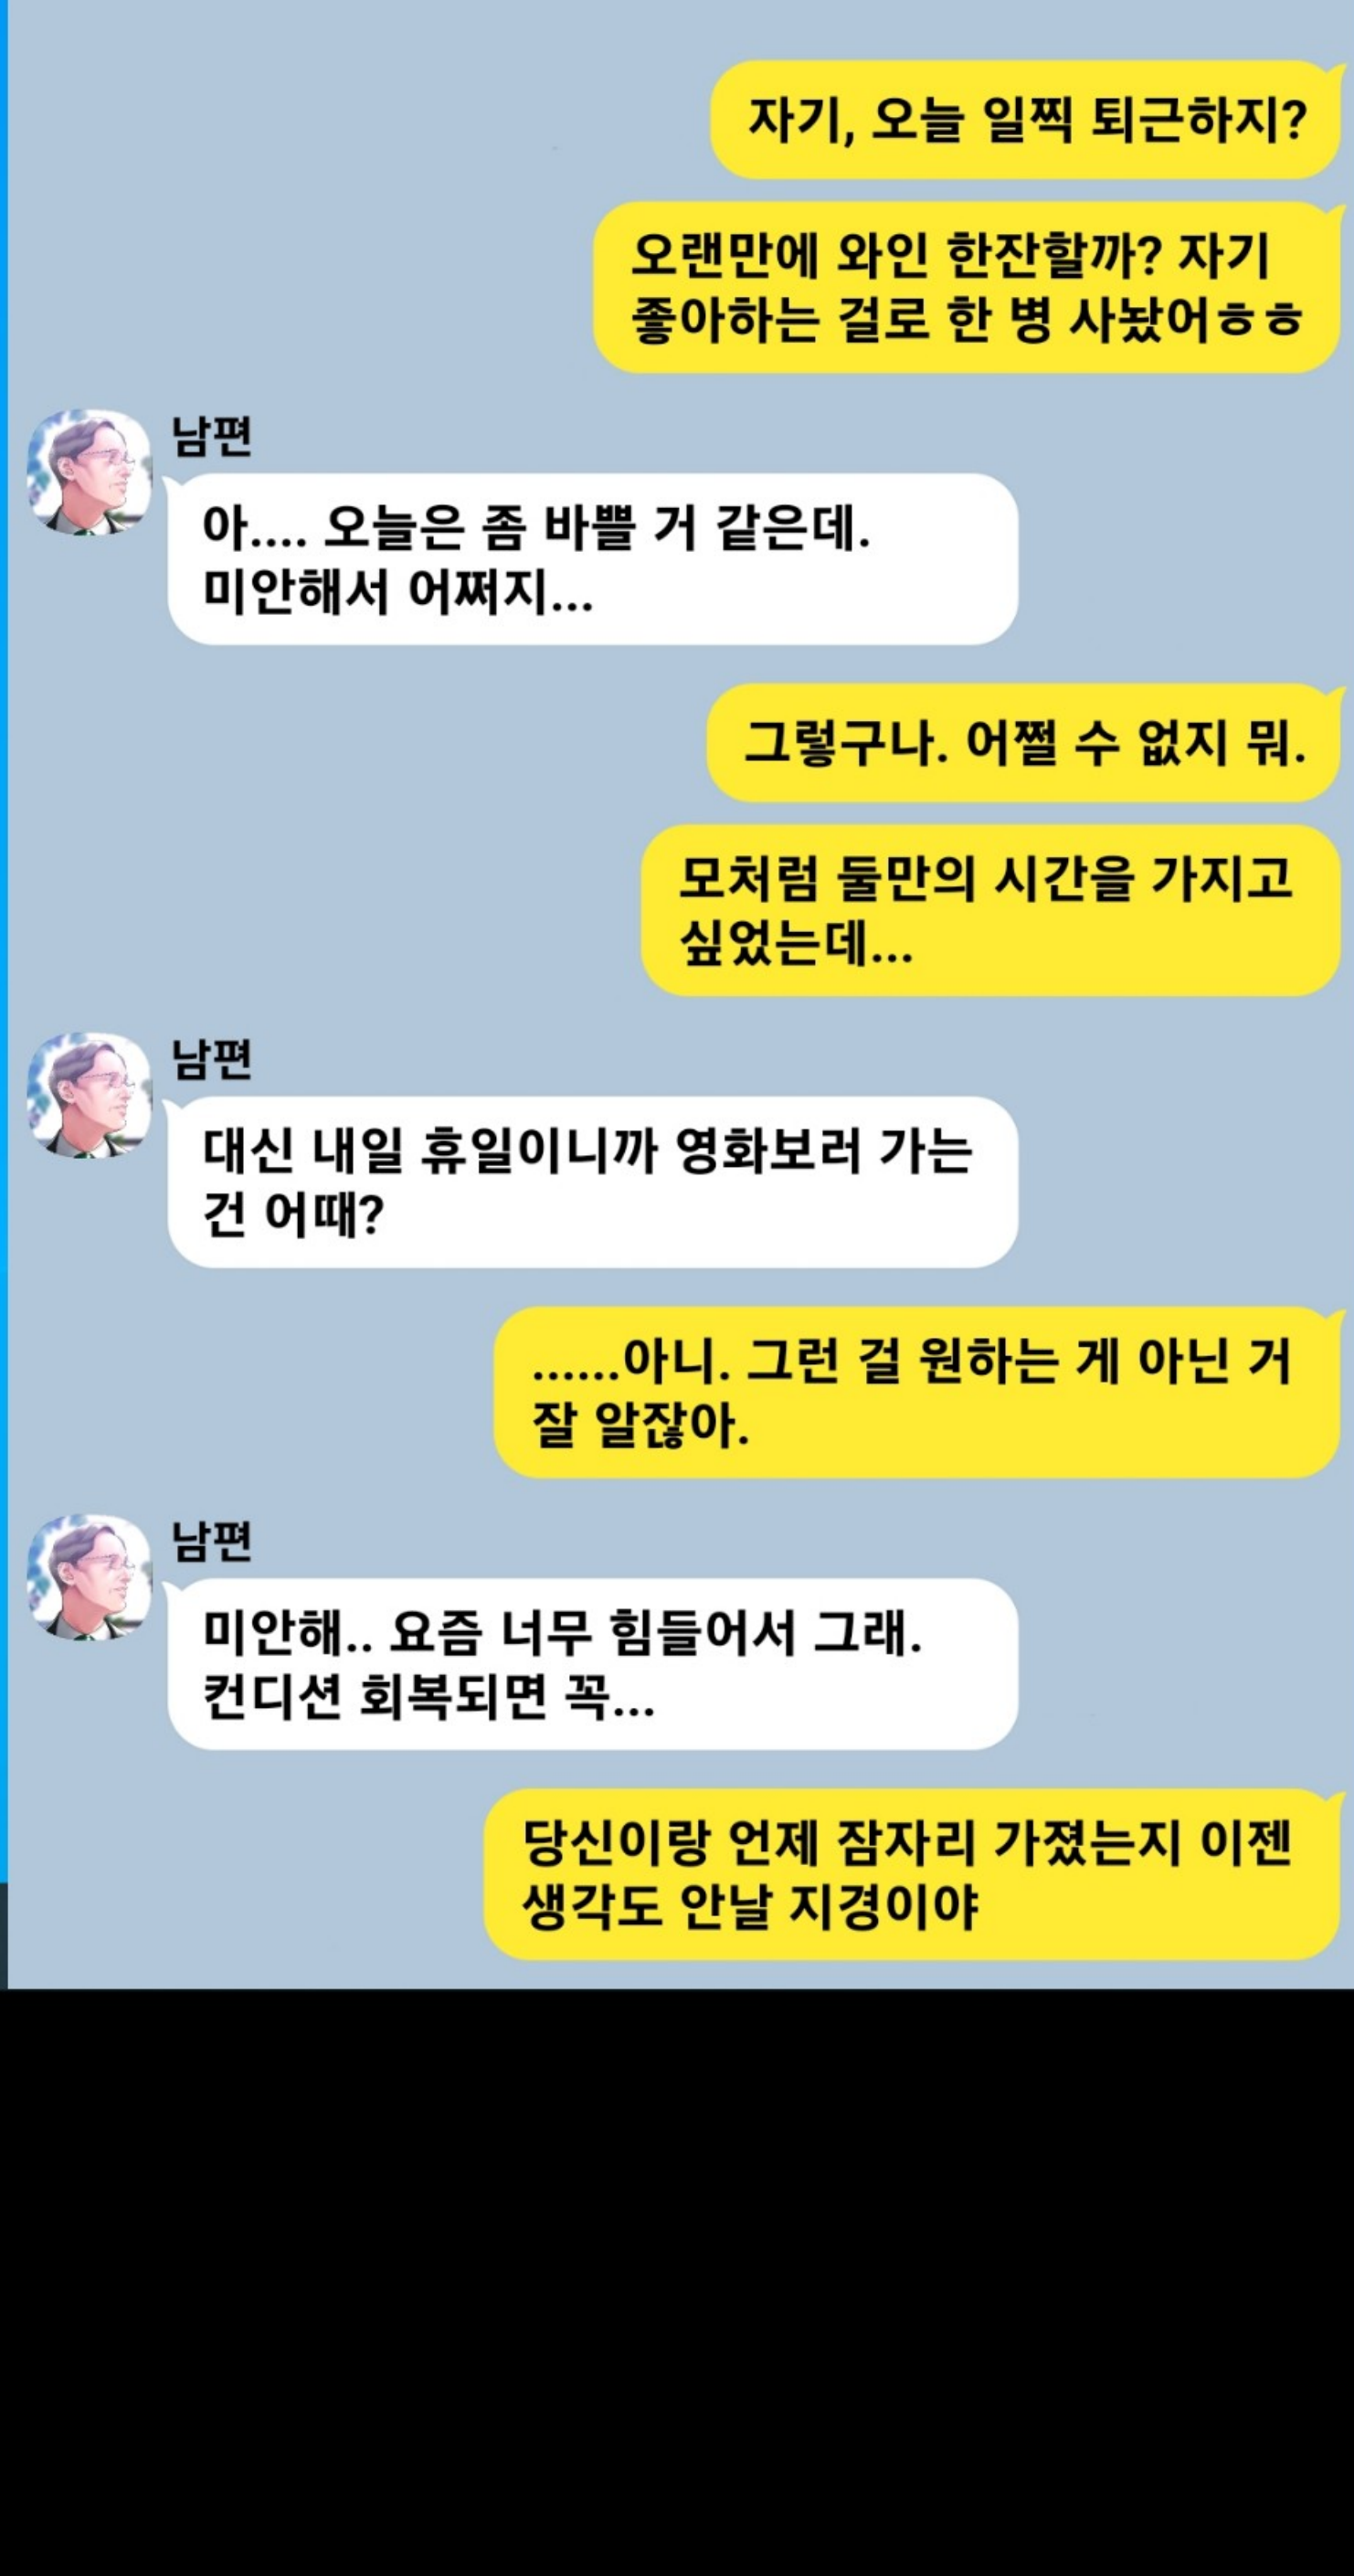 자기, 오늘 일찍 퇴근하지?
오랜만에 와인 한잔할까? 자기
좋아하는 걸로 한 병 사놨어ㅎㅎ
남편
아.... 오늘은 좀 바쁠 거 같은데.
미안해서 어쩌지...
그렇구나. 어쩔 수 없지 뭐.
모처럼 둘만의 시간을 가지고
싶었는데...
남편
대신 내일 휴일이니까 영화보러 가는
건 어때?
......아니. 그런 걸 원하는 게 아닌 거
잘 알잖아.
남편
미안해.. 요즘 너무 힘들어서 그래.
컨디션 회복되면 꼭...
당신이랑 언제 잠자리 가졌는지 이젠
생각도 안날 지경이야